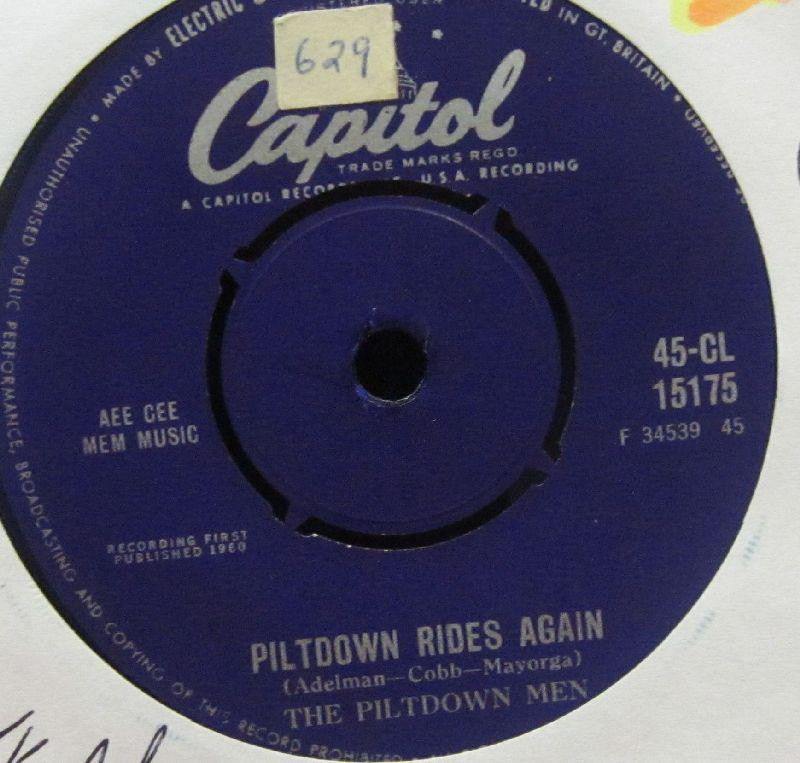 MADE BY ELECTRIC
IN GT. BRITAIN •
629
Capitol
TRADE MARKS REGD
A CAPITOL U.S.A. RECORDING
45-CL
15175
F 34539 45
AEE CEE
MEM MUSIC
RECORDING FIRST
PUBLISHED 1960
PILTDOWN RIDES AGAIN
(Adelman—Cobb—Mayorga)
THE PILTDOWN MEN
UNAUTHORISED PUBLIC PERFORMANCE, BROADCASTING AND COPYING OF THIS RECORD PROHIBITED